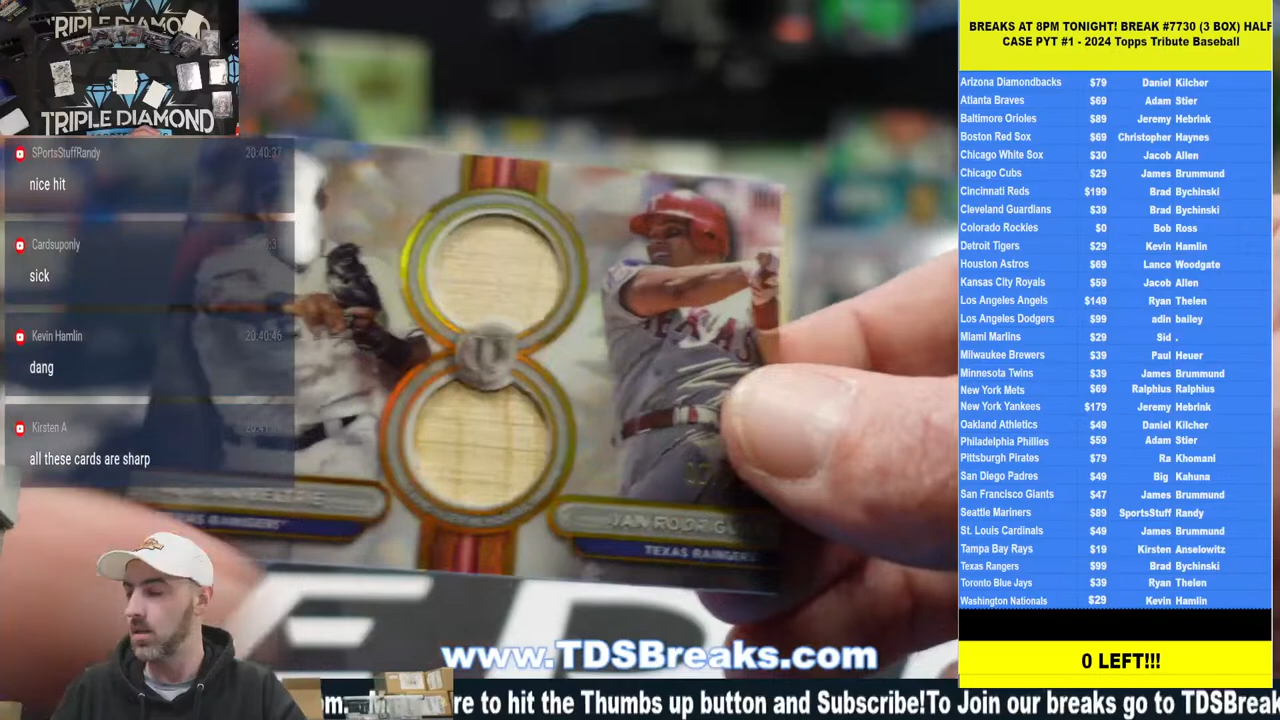 TRIPLE DIAMOND
TRIPLE DIAMOND
SPortsStuffRandy 20:40:37
nice hit
Cardsuponly
sick
Kevin Hamlin 20:40:46
dang
Kirsten A
all these cards are sharp
TEXAS
TEXAS RANGERS
BREAKS AT 8PM TONIGHT! BREAK #7730 (3 BOX) HALF
CASE PYT #1 - 2024 Topps Tribute Baseball
Arizona Diamondbacks $79 Daniel Kilcher
Atlanta Braves $69 Adam Stier
Baltimore Orioles $89 Jeremy Hebrink
Boston Red Sox $69 Christopher Haynes
Chicago White Sox $30 Jacob Allen
Chicago Cubs $29 James Brummund
Cincinnati Reds $199 Brad Bychinski
Cleveland Guardians $39 Brad Bychinski
Colorado Rockies $0 Bob Ross
Detroit Tigers $29 Kevin Hamlin
Houston Astros $69 Lance Woodgate
Kansas City Royals $59 Jacob Allen
Los Angeles Angels $149 Ryan Thelen
Los Angeles Dodgers $99 adin bailey
Miami Marlins $29 Sid .
Milwaukee Brewers $39 Paul Heuer
Minnesota Twins $39 James Brummund
New York Mets $69 Ralphius Ralphius
New York Yankees $179 Jeremy Hebrink
Oakland Athletics $49 Daniel Kilcher
Philadelphia Phillies $59 Adam Stier
Pittsburgh Pirates $79 Ra Khomani
San Diego Padres $49 Big Kahuna
San Francisco Giants $47 James Brummund
Seattle Mariners $89 SportsStuff Randy
St. Louis Cardinals $49 James Brummund
Tampa Bay Rays $19 Kirsten Anselowitz
Texas Rangers $99 Brad Bychinski
Toronto Blue Jays $39 Ryan Thelen
Washington Nationals $29 Kevin Hamlin
0 LEFT!!!
www.TDSBreaks.com
re to hit the Thumbs up button and Subscribe!To Join our breaks go to TDSBreak